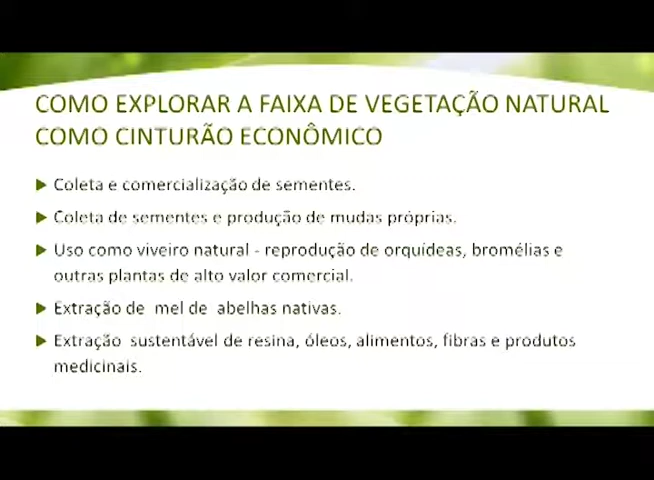 COMO EXPLORAR A FAIXA DE VEGETAÇÃO NATURAL
COMO CINTURÃO ECONÔMICO
Coleta e comercialização de sementes.
Coleta de sementes e produção de mudas próprias.
Uso como viveiro natural - reprodução de orquídeas, bromélias e
outras plantas de alto valor comercial.
Extração de mel de abelhas nativas.
Extração sustentável de resina, óleos, alimentos, fibras e produtos
medicinais.